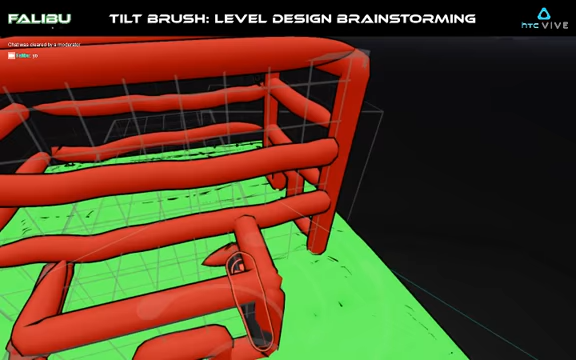 FALIBU
TILT BRUSH: LEVEL DESIGN BRAINSTORMING
hTC VIVE
Chat was cleared by a moderator